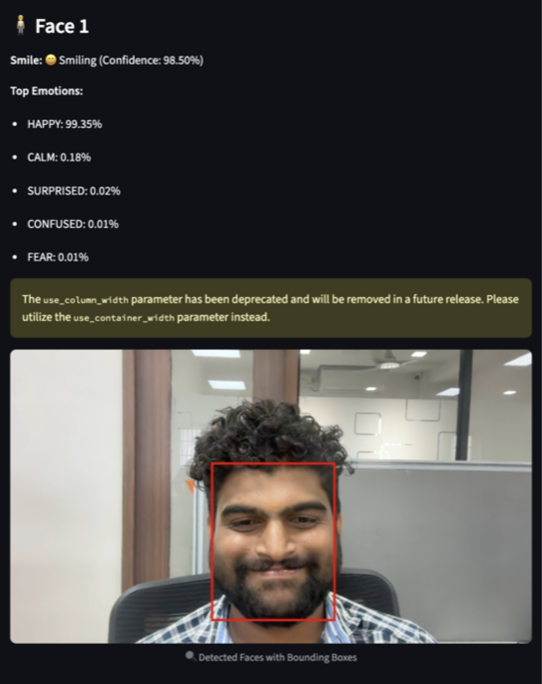 🧍 Face 1
Smile: 😄 Smiling (Confidence: 98.50%)
Top Emotions:
• HAPPY: 99.35%
• CALM: 0.18%
• SURPRISED: 0.02%
• CONFUSED: 0.01%
• FEAR: 0.01%
The use_column_width parameter has been deprecated and will be removed in a future release. Please
utilize the use_container_width parameter instead.
🔍 Detected Faces with Bounding Boxes